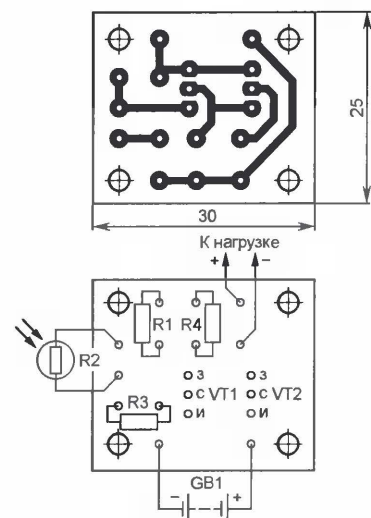 25
30
К нагрузке
+ −
R1 R4
R2
з з
с VT1 с VT2
и и
R3
GB1
− +